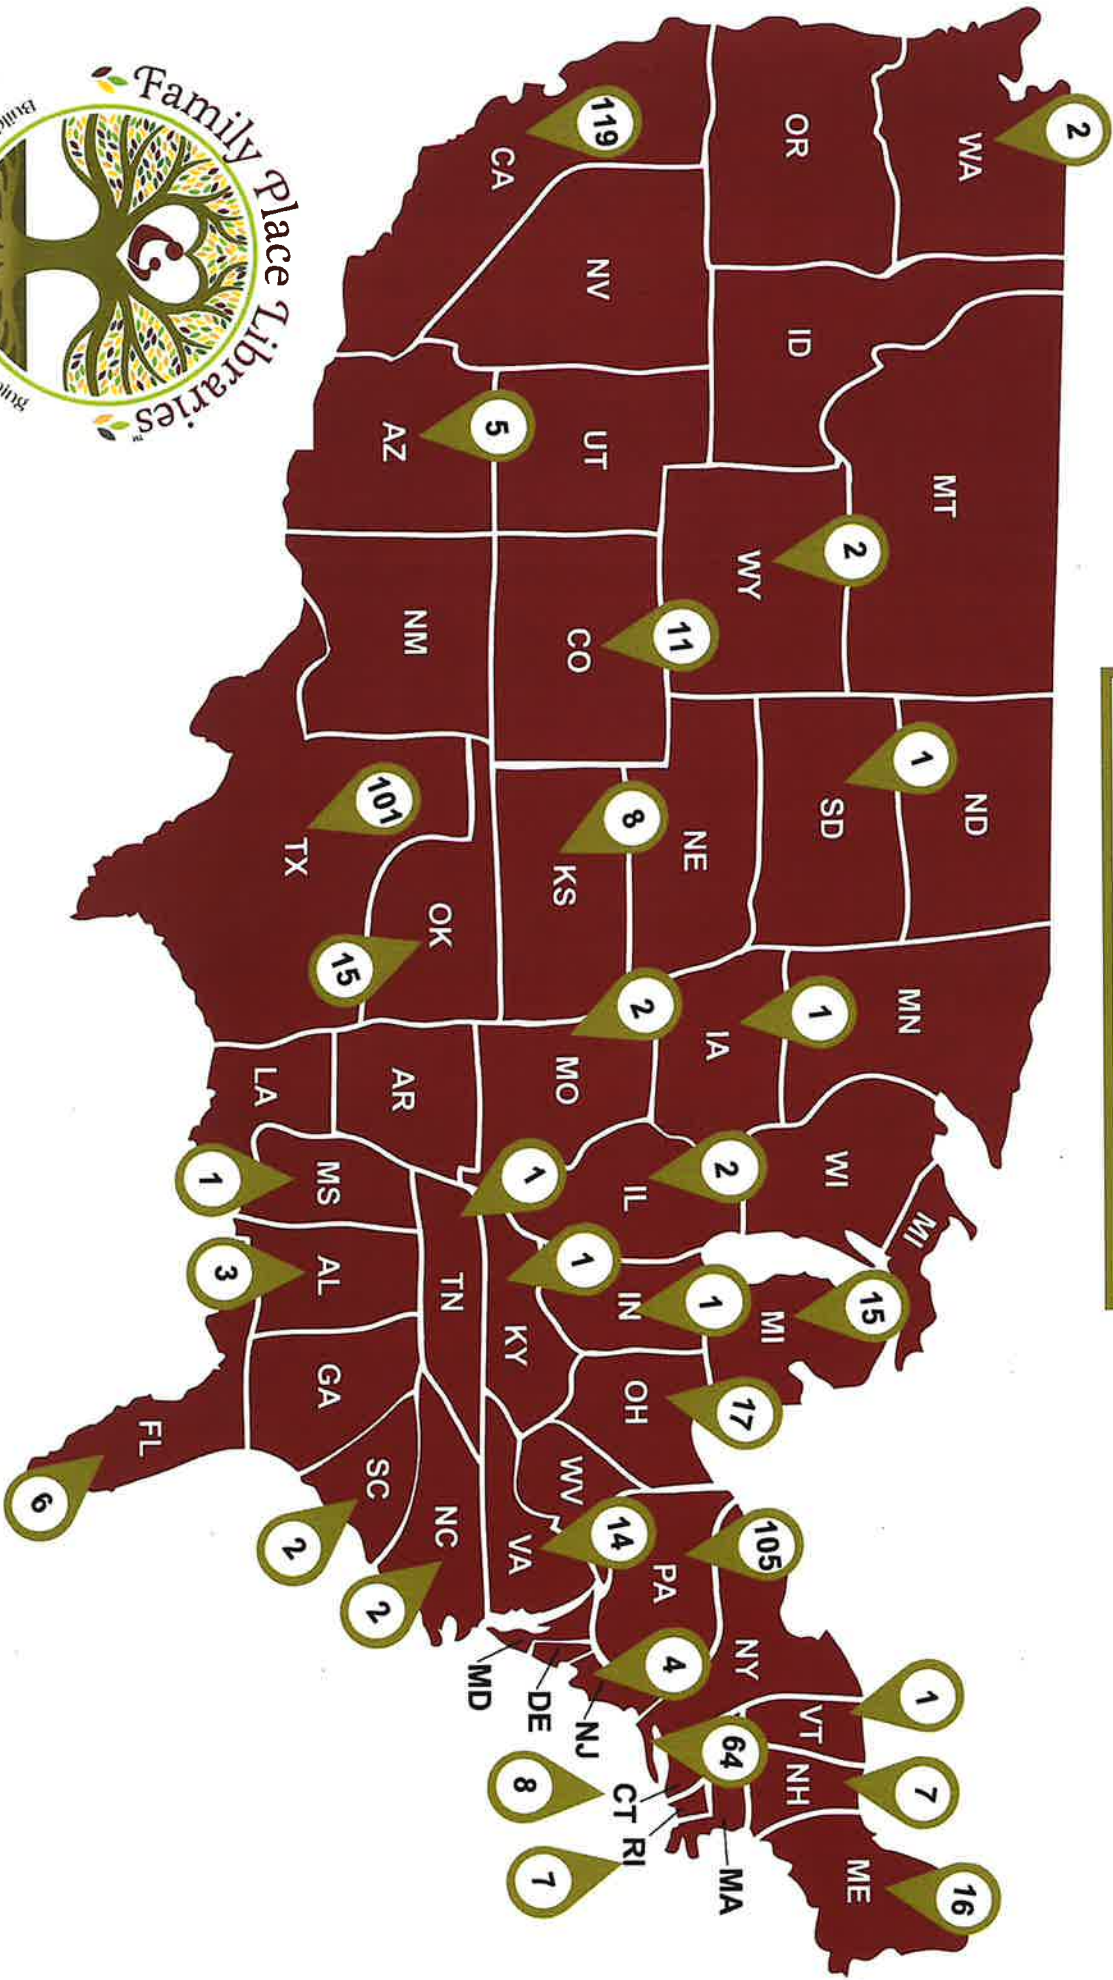 2
WA
OR
119
CA
NV
ID
MT
5
AZ
UT
2
WY
11
CO
NM
1
ND
SD
NE
8
KS
101
TX
OK
15
MN
1
IA
2
MO
AR
LA
WI
2
IL
1
MS
1
AL
3
MI
15
MI
1
IN
1
KY
TN
GA
17
OH
WV
14
VA
NC
2
SC
2
FL
6
105
PA
NY
4
NJ
DE
MD
1
VT
7
NH
64
MA
CT
8
RI
7
16
ME
Family Place Libraries™